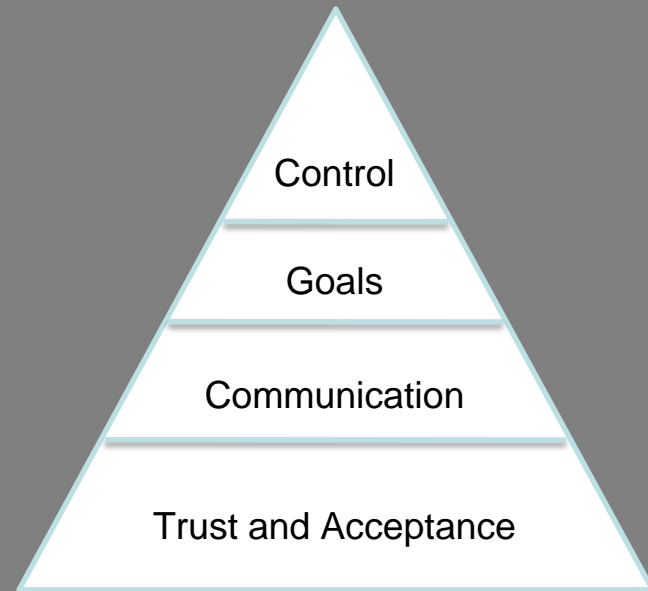 Control
Goals
Communication
Trust and Acceptance